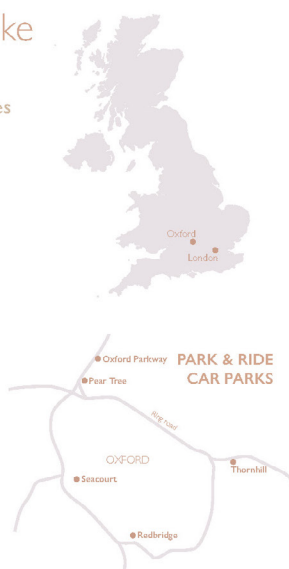 ke
es
Oxford
London
Oxford Parkway
PARK & RIDE
CAR PARKS
Pear Tree
Ring Road
OXFORD
Thornhill
Seacourt
Redbridge